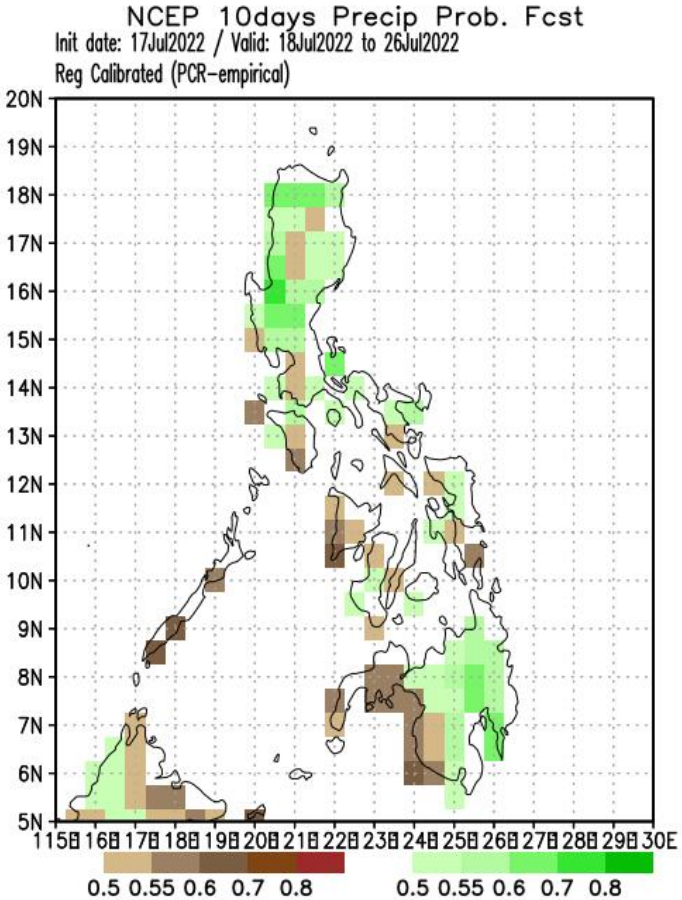 NCEP 10days Precip Prob. Fcst
Init date: 17Jul2022 / Valid: 18Jul2022 to 26Jul2022
Reg Calibrated (PCR-empirical)
20N
19N
18N
17N
16N
15N
14N
13N
12N
11N
10N
9N
8N
7N
6N
5N
115E 116E 117E 118E 119E 120E 121E 122E 123E 124E 125E 126E 127E 128E 129E 130E
0.5 0.55 0.6 0.7 0.8 0.5 0.55 0.6 0.7 0.8